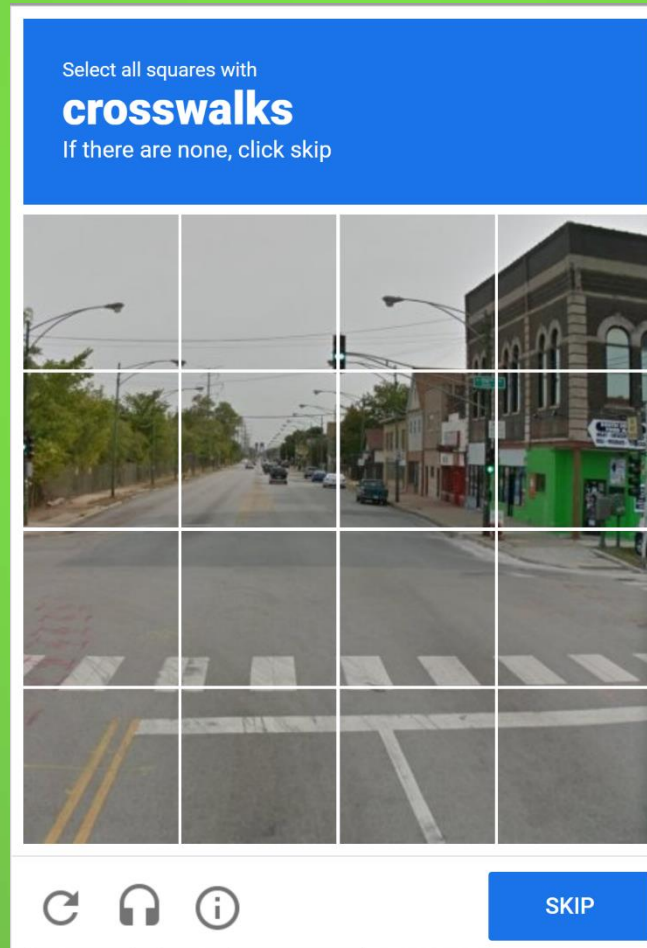 Select all squares with
crosswalks
If there are none, click skip
SKIP